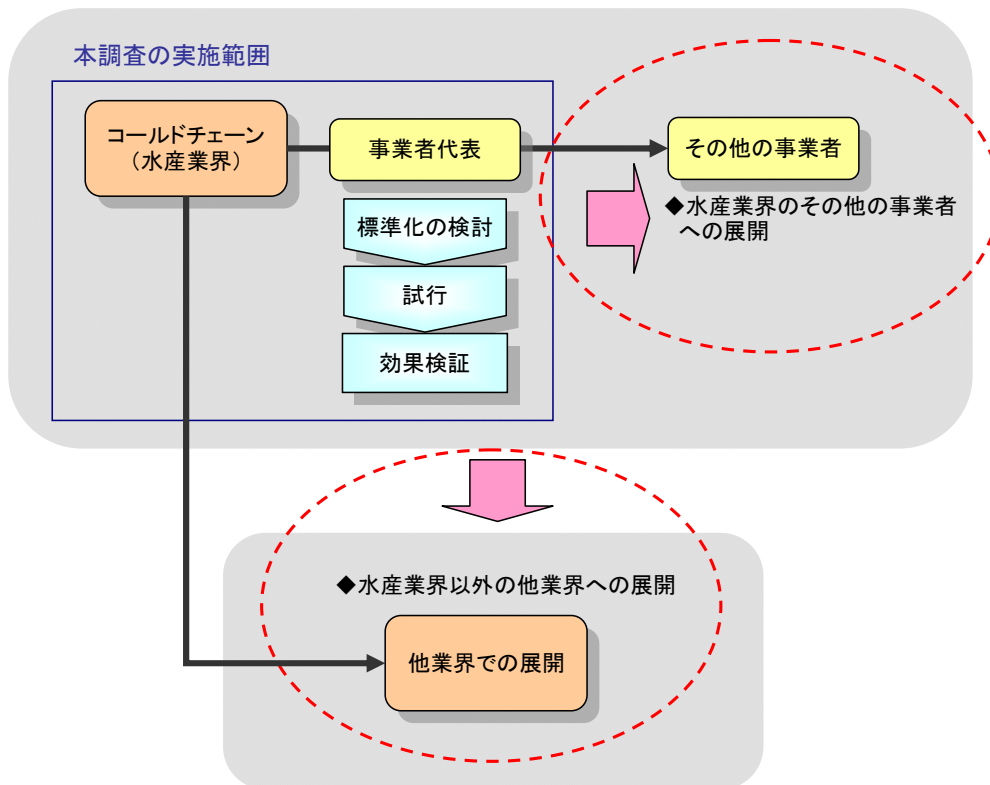 本調査の実施範囲
コールドチェーン
（水産業界）
事業者代表
その他の事業者
標準化の検討
◆水産業界のその他の事業者
への展開
試行
効果検証
◆水産業界以外の他業界への展開
他業界での展開